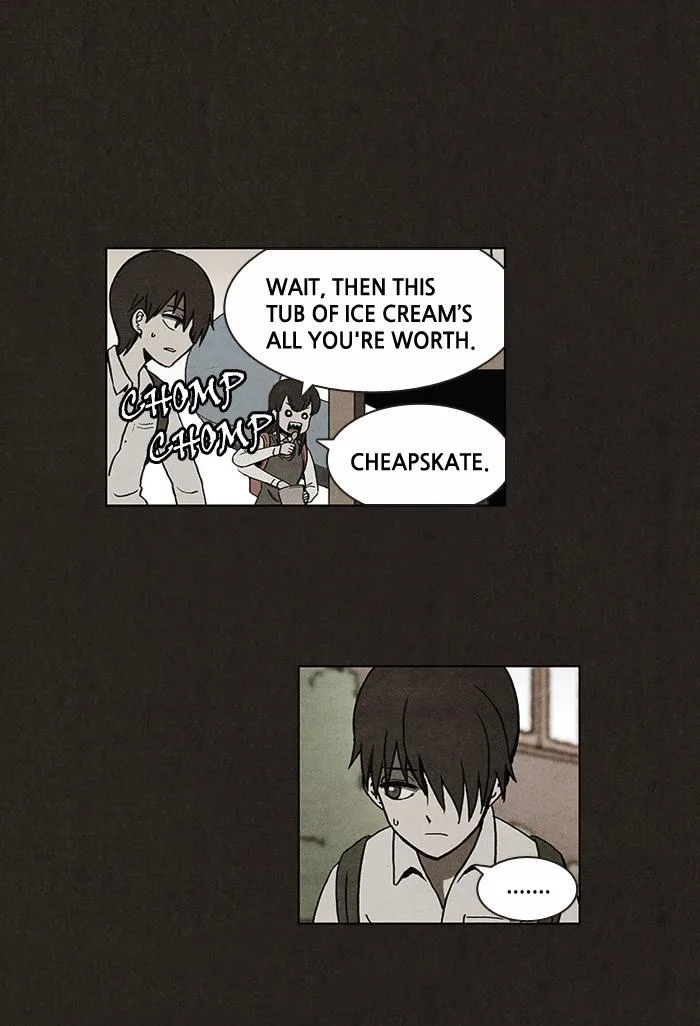 WAIT, THEN THIS
TUB OF ICE CREAM'S
ALL YOU'RE WORTH.
CHOMP
CHOMP
CHEAPSKATE.
.......